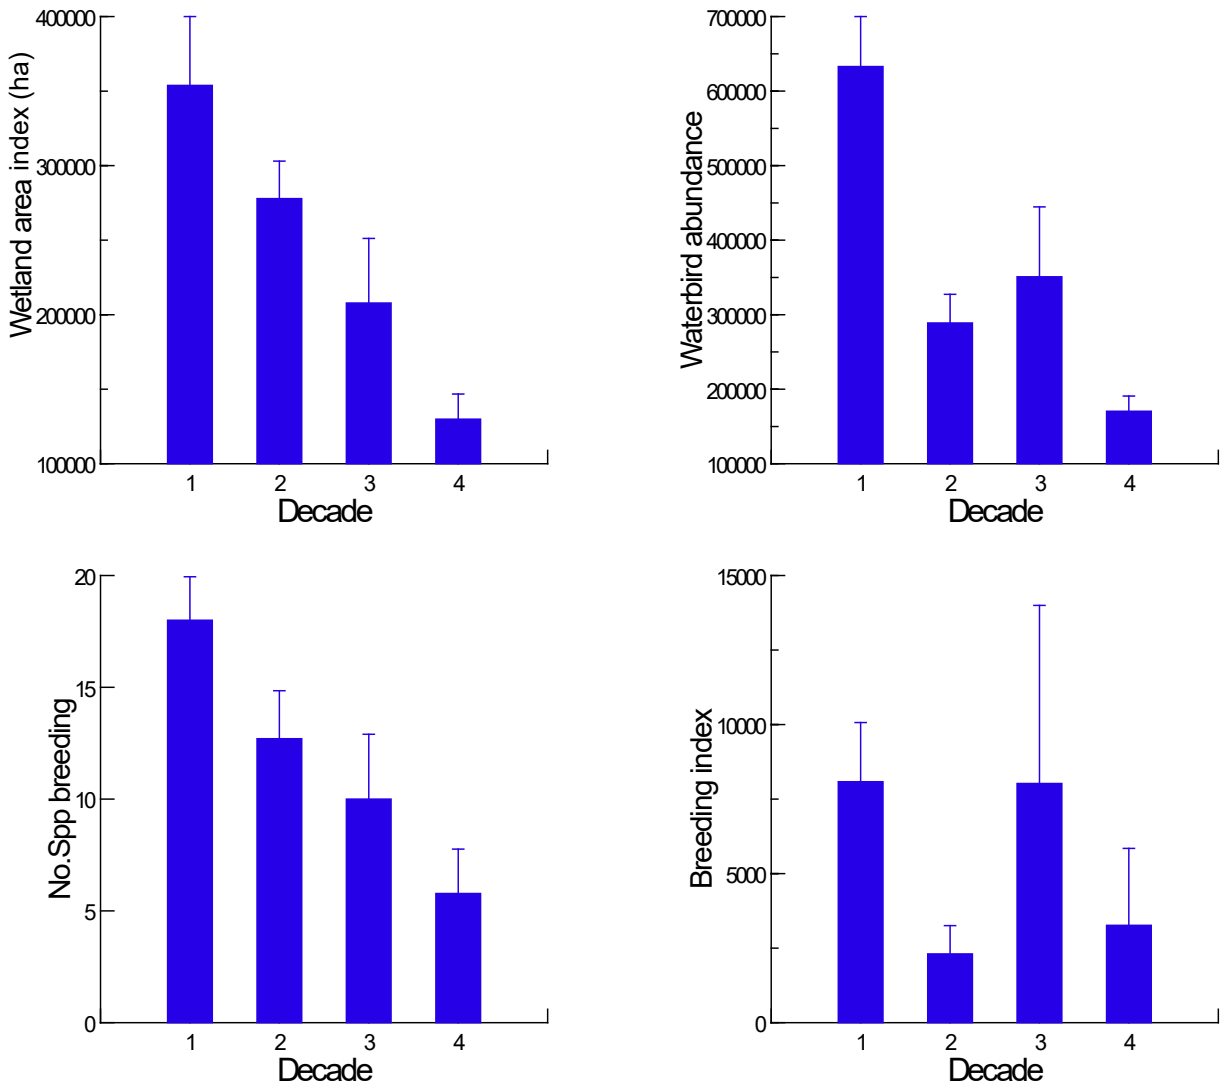 Wetland area index (ha)
400000
300000
200000
100000
1 2 3 4
Decade
Waterbird abundance
700000
600000
500000
400000
300000
200000
100000
1 2 3 4
Decade
No.Spp breeding
20
15
10
5
0
1 2 3 4
Decade
Breeding index
15000
10000
5000
0
1 2 3 4
Decade